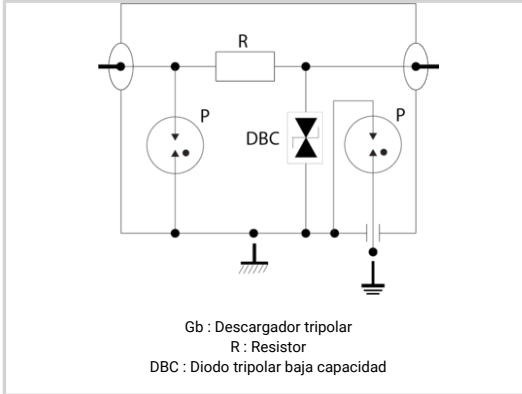 R
P
DBC
P
Gb : Descargador tripolar
R : Resistor
DBC : Diodo tripolar baja capacidad